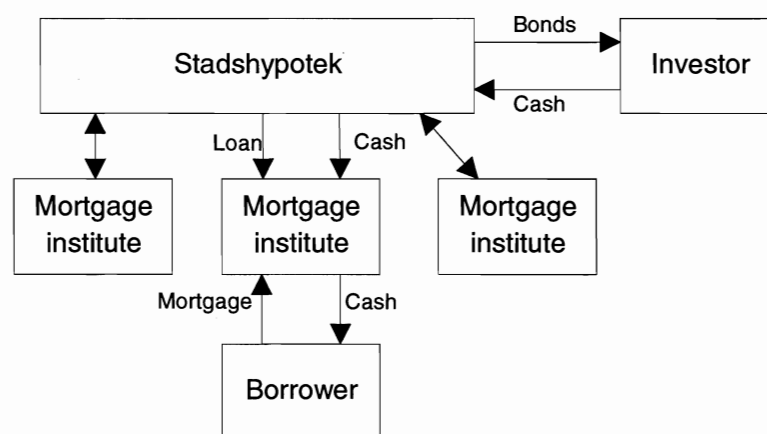 Bonds
Stadshypotek
Investor
Cash
Loan
Cash
Mortgage
institute
Mortgage
institute
Mortgage
institute
Mortgage
Cash
Borrower